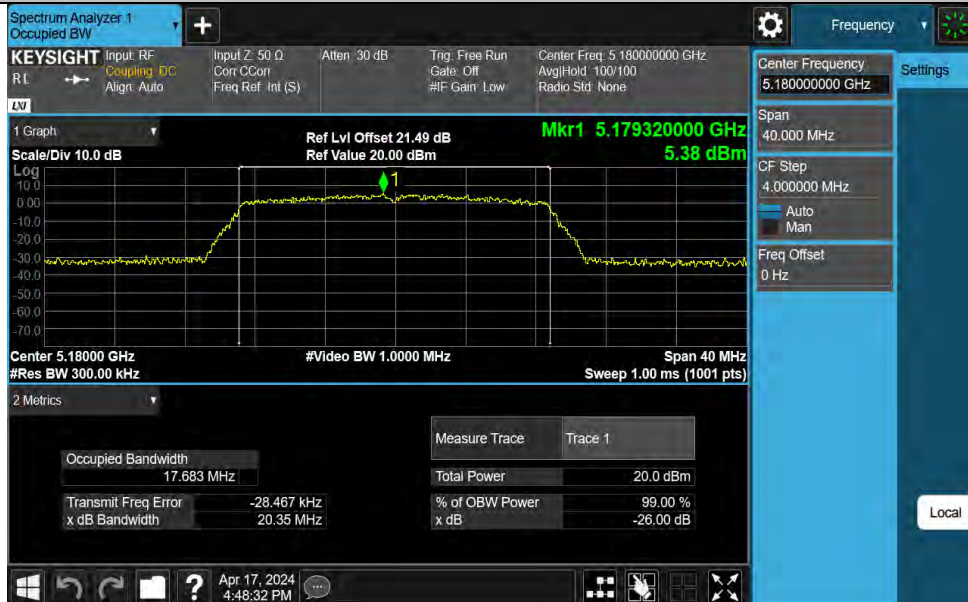 Spectrum Analyzer 1
Occupied BW
Frequency
KEYSIGHT
R L
LXI
Input: RF
Coupling: DC
Align: Auto
Input Z: 50 Ω
Corr CCorr
Freq Ref: Int (S)
Atten: 30 dB
Trig: Free Run
Gate: Off
#IF Gain: Low
Center Freq: 5.180000000 GHz
Avg|Hold: 100/100
Radio Std: None
Center Frequency
5.180000000 GHz
Settings
Span
40.000 MHz
CF Step
4.000000 MHz
Auto
Man
Freq Offset
0 Hz
Local
1 Graph
Scale/Div 10.0 dB
Ref Lvl Offset 21.49 dB
Ref Value 20.00 dBm
Mkr1 5.179320000 GHz
5.38 dBm
Log
10.0
0.00
-10.0
-20.0
-30.0
-40.0
-50.0
-60.0
-70.0
1
Center 5.18000 GHz
#Video BW 1.0000 MHz
Span 40 MHz
#Res BW 300.00 kHz
Sweep 1.00 ms (1001 pts)
2 Metrics
Measure Trace
Trace 1
Occupied Bandwidth
17.683 MHz
Total Power
20.0 dBm
Transmit Freq Error
-28.467 kHz
% of OBW Power
99.00 %
x dB Bandwidth
20.35 MHz
x dB
-26.00 dB
?
Apr 17, 2024
4:48:32 PM